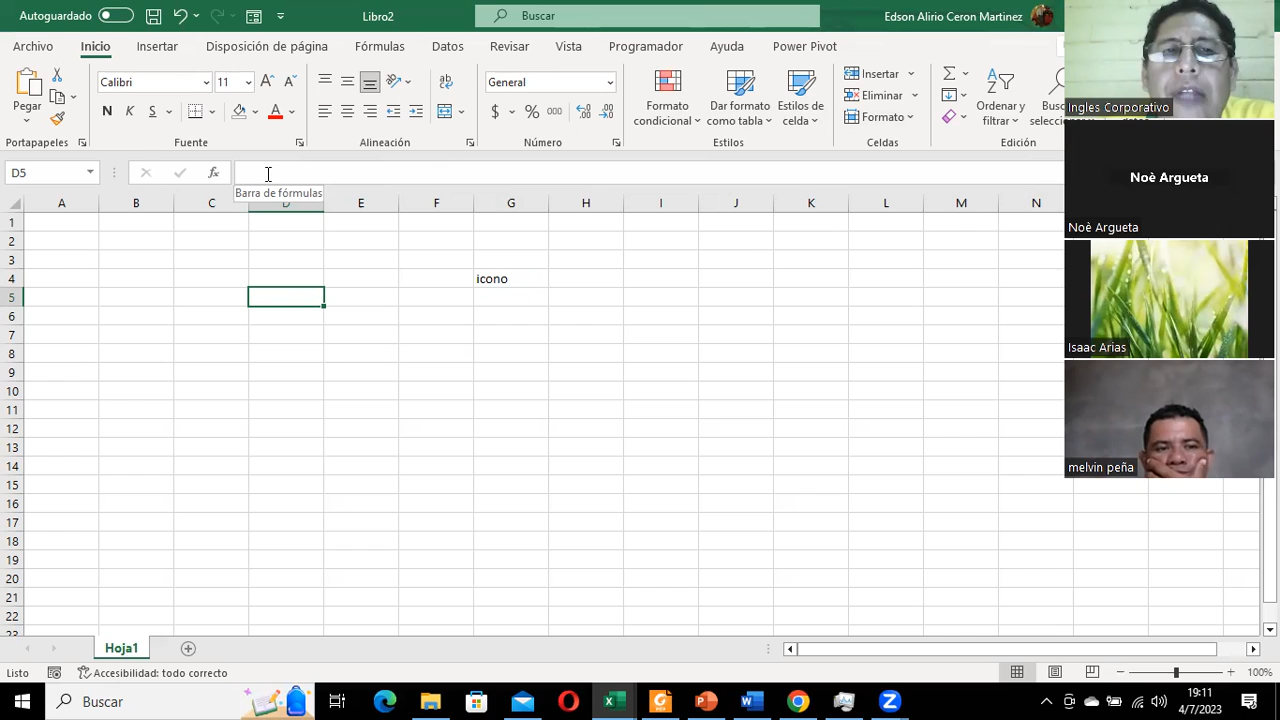 Autoguardado
Libro2
Buscar
Edson Alirio Ceron Martinez
Archivo Inicio Insertar Disposición de página Fórmulas Datos Revisar Vista Programador Ayuda Power Pivot
Pegar
Calibri 11
N K S
General
$ % 000
Formato condicional
Dar formato como tabla
Estilos de celda
Insertar
Eliminar
Formato
Ordenar y filtrar
Portapapeles Fuente Alineación Número Estilos Celdas Edición
D5
fx
Barra de fórmulas
A B C D E F G H I J K L M N
1
2
3
4 icono
5
6
7
8
9
10
11
12
13
14
15
16
17
18
19
20
21
22
23
Hoja1
Listo
Accesibilidad: todo correcto
100%
Buscar
19:11
4/7/2023
Ingles Corporativo
Noè Argueta
Noè Argueta
Isaac Arias
melvin peña